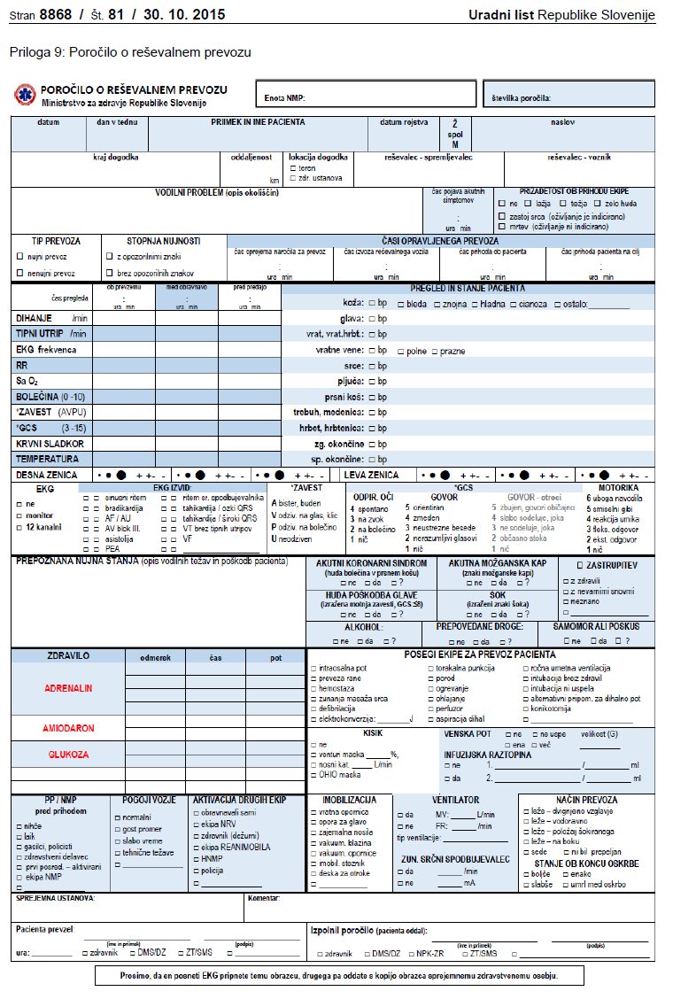 Stran 8868 / Št. 81 / 30. 10. 2015 Uradni list Republike Slovenije
Priloga 9: Poročilo o reševalnem prevozu
POROČILO O REŠEVALNEM PREVOZU
Ministrstvo za zdravje Republike Slovenije
Enota NMP:
številka poročila:
datum dan v tednu PRIIMEK IN IME PACIENTA datum rojstva Ž spol M naslov
kraj dogodka oddaljenost km lokacija dogodka reševalec - spremljevalec reševalec - voznik
□ teren
□ zdr. ustanova
VODILNI PROBLEM (opis okoliščin)
čas pojava akutnih simptomov
:
ura min
PRIZADETOST OB PRIHODU EKIPE
□ ne □ lažja □ težja □ zelo huda
□ zastoj srca (oživljanje je indicirano)
□ mrtev (oživljanje ni indicirano)
TIP PREVOZA
□ nujni prevoz
□ nenujni prevoz
STOPNJA NUJNOSTI
□ z opozorilnimi znaki
□ brez opozorilnih znakov
ČASI OPRAVLJENEGA PREVOZA
čas sprejema naročila za prevoz čas izvoza reševalnega vozila čas prihoda do pacienta čas prihoda pacienta na cilj
: : : :
ura min ura min ura min ura min
čas pregleda ob prevzemu med obravnavo pred predajo
: : :
ura min ura min ura min
DIHANJE /min
TIPNI UTRIP /min
EKG frekvenca
RR
Sa O₂
BOLEČINA (0 -10)
*ZAVEST (AVPU)
*GCS (3 -15)
KRVNI SLADKOR
TEMPERATURA
PREGLED IN STANJE PACIENTA
koža: □ bp □ bleda □ znojna □ hladna □ cianoza □ ostalo:_________
glava: □ bp
vrat, vrat.hrbt.: □ bp
vratne vene: □ bp □ polne □ prazne
srce: □ bp
pljuča: □ bp
prsni koš: □ bp
trebuh, medenica: □ bp
hrbet, hrbtenica: □ bp
zg. okončine □ bp
sp. okončine: □ bp
DESNA ZENICA • ● ⬤ + +- - • ● ⬤ + +- - • ● ⬤ + +- - LEVA ZENICA • ● ⬤ + +- - • ● ⬤ + +- - • ● ⬤ + +- -
EKG
□ ne
□ monitor
□ 12 kanalni
EKG IZVID:
□ □ sinusni ritem □ □ ritem sr. spodbujevalnika
□ □ bradikardija □ □ tahikardija / ozki QRS
□ □ AF / AU □ □ tahikardija / široki QRS
□ □ AV blok III. □ □ VT brez tipnih utripov
□ □ asistolija □ □ VF
□ □ PEA □ □ _______________
*ZAVEST
A bister, buden
V odziv. na glas, klic
P odziv. na bolečino
U neodziven
*GCS
ODPIR. OČI
4 spontano
3 na zvok
2 na bolečino
1 nič
GOVOR
5 orientiran
4 zmeden
3 neustrezne besede
2 nerazumljivi glasovi
1 nič
GOVOR - otroci
5 zbujen, govori običajno
4 slabo sodeluje, joka
3 ne sodeluje, joka
2 občasno stoka
1 nič
MOTORIKA
6 uboga navodila
5 smiselni gibi
4 reakcija umika
3 fleks. odgovor
2 ekst. odgovor
1 nič
PREPOZNANA NUJNA STANJA (opis vodilnih težav in poškodb pacienta)
AKUTNI KORONARNI SINDROM
(huda bolečina v prsnem košu)
□ ne □ da □ ?
AKUTNA MOŽGANSKA KAP
(znaki možganske kapi)
□ ne □ da □ ?
HUDA POŠKODBA GLAVE
(izražena motnja zavesti, GCS ≤8)
□ ne □ da □ ?
ŠOK
(izraženi znaki šoka)
□ ne □ da □ ?
□ ZASTRUPITEV
□ z zdravili
□ z nevarnimi snovmi
□ neznano
□ _______________
ALKOHOL:
□ ne □ da □ ?
PREPOVEDANE DROGE:
□ ne □ da □ ?
SAMOMOR ALI POSKUS
□ ne □ da □ ?
ZDRAVILO odmerek čas pot
ADRENALIN
AMIODARON
GLUKOZA
POSEGI EKIPE ZA PREVOZ PACIENTA
□ intraosalna pot □ torakalna punkcija □ ročna umetna ventilacija
□ preveza rane □ porod □ intubacija brez zdravil
□ hemostaza □ ogrevanje □ intubacija ni uspela
□ zunanja masaža srca □ ohlajanje □ alternativni pripom. za dihalno pot
□ defibrilacija □ perfuzor □ konikotomija
□ elektrokonverzija: ________J □ aspiracija dihal □ _______________
KISIK
□ ne
□ venturi maska ______%,
□ nosni kat. _____ L/min
□ OHIO maska
VENSKA POT □ ne □ ne uspe velikost (G)
□ ena □ več _________
INFUZIJSKA RAZTOPINA
□ ne 1. _______________ /__________ ml
□ da 2. _______________ /__________ ml
PP / NMP
pred prihodom
□ nihče
□ laik
□ gasilci, policisti
□ zdravstveni delavec
□ prvi posred. – aktivirani
□ ekipa NMP
□ _______________
POGOJI VOŽJE
□ normalni
□ gost promer
□ slabo vreme
□ tehnične težave
□ _______________
AKTIVACIJA DRUGIH EKIP
□ obravnavali sami
□ ekipa NRV
□ zdravnik (dežurni)
□ ekipa REANIMOBILA
□ HNMP
□ policija
□ _______________
IMOBILIZACIJA
□ vratna opornica
□ opora za glavo
□ zajemalna nosila
□ vakuum. blazina
□ vakuum. opornice
□ imobil. steznik
□ deska za otroke
□ ____________
VENTILATOR
□ da MV: ______ L/min
□ ne FR: ______ /min
tip ventilacije: _______________
ZUN. SRČNI SPODBUJEVALEC
□ da ______ /min
□ ne ______ mA
NAČIN PREVOZA
□ leže – dvignjeno vzglavje
□ leže – vodoravno
□ leže – položaj šokiranega
□ leže – na boku
□ sede □ ni bil prepeljan
STANJE OB KONCU OSKRBE
□ boljše □ enako
□ slabše □ umrl med oskrbo
SPREJEMNA USTANOVA: Komentar:
Pacienta prevzel: _______________ _______________
(ime in priimek) (podpis)
ura: _________ □ zdravnik □ DMS/DZ □ ZT/SMS □ _______________
Izpolnil poročilo (pacienta oddal): _______________ _______________
(ime in priimek) (podpis)
□ zdravnik □ DMS/DZ □ NPK-ZR □ ZT/SMS □ _______________
Prosimo, da en posneti EKG pripnete temu obrazcu, drugega pa oddate s kopijo obrazca sprejemnemu zdravstvenemu osebju.